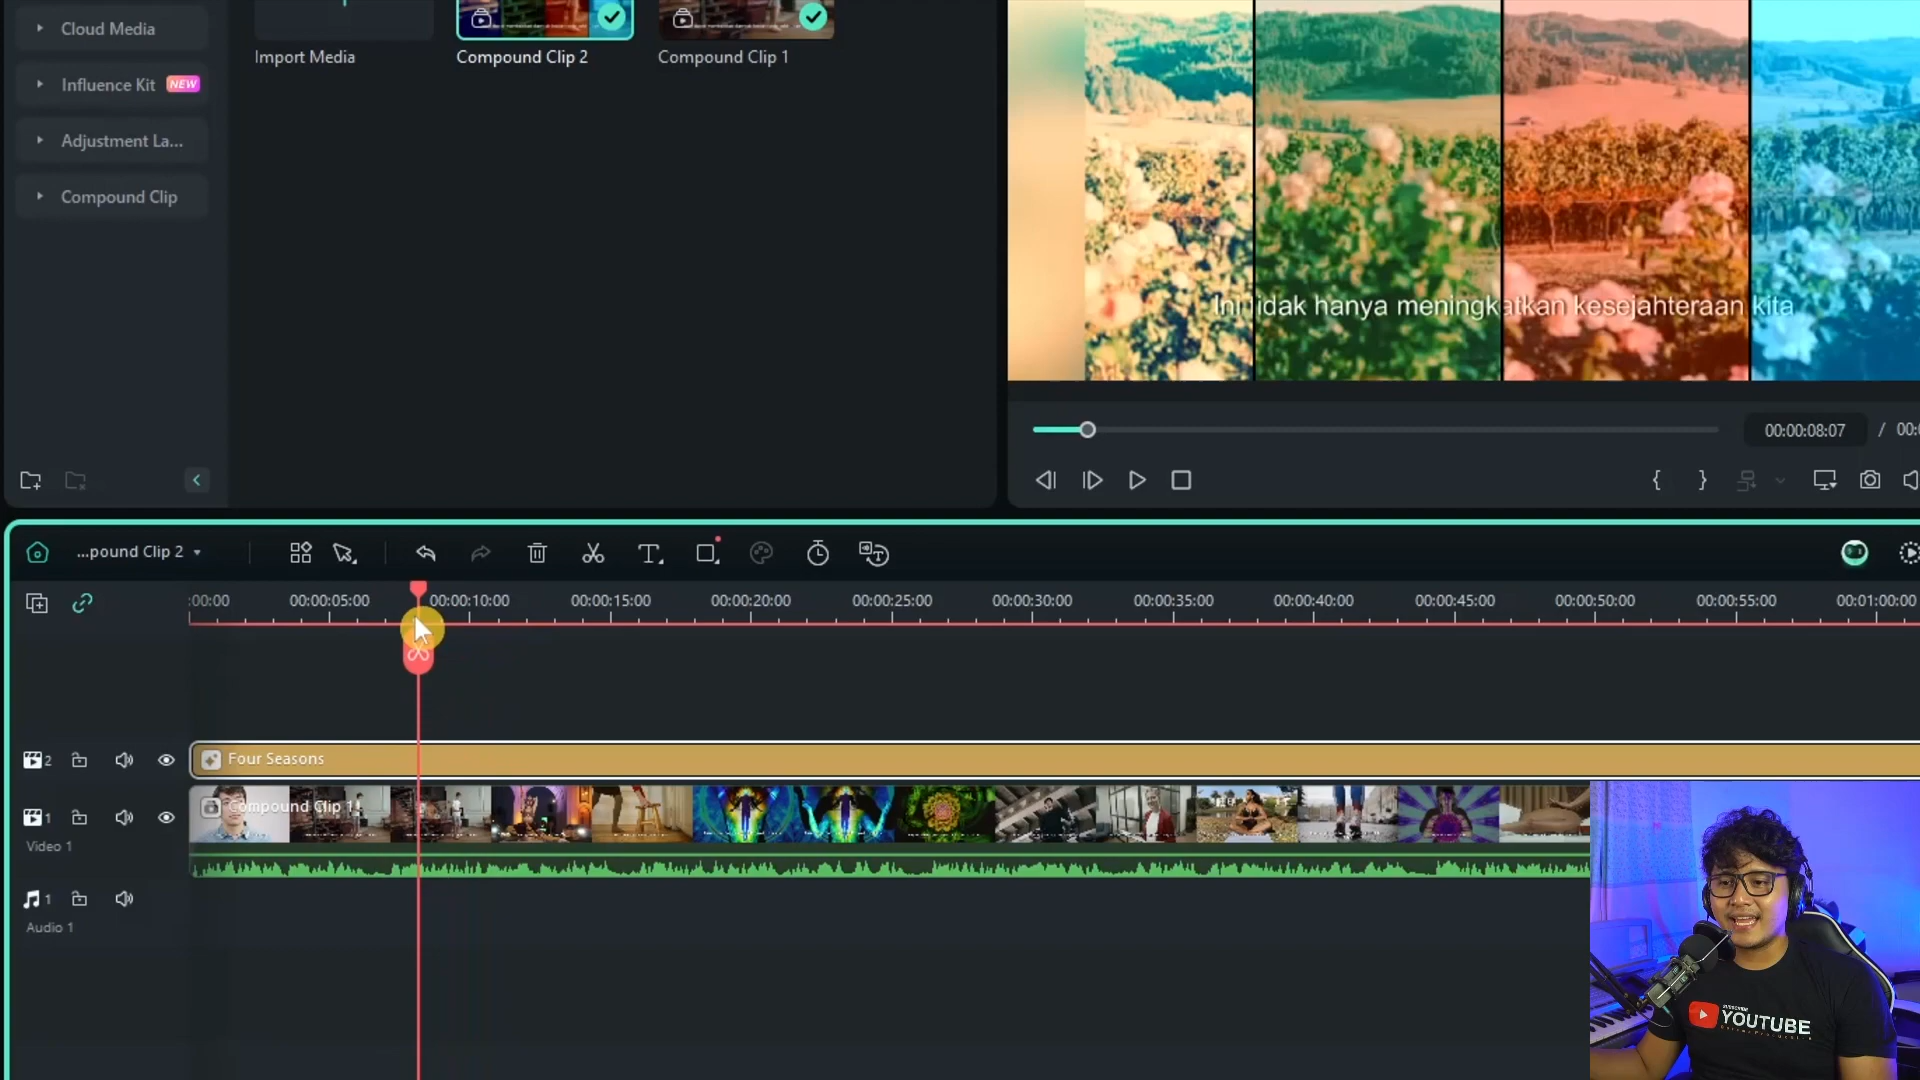 Cloud Media
Influence Kit NEW
Adjustment La...
Compound Clip
Import Media
Compound Clip 2
Compound Clip 1
Ini tidak hanya meningkatkan kesejahteraan kita
00:00:08:07 / 00:
...pound Clip 2
:00:00 00:00:05:00 00:00:10:00 00:00:15:00 00:00:20:00 00:00:25:00 00:00:30:00 00:00:35:00 00:00:40:00 00:00:45:00 00:00:50:00 00:00:55:00 00:01:00:00
2
Four Seasons
1
Compound Clip 1
Video 1
1
Audio 1
YOUTUBE